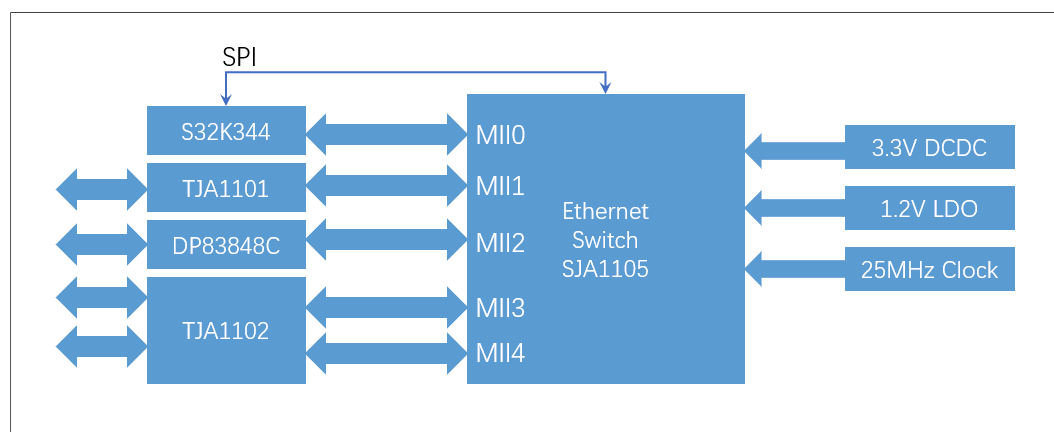 SPI
S32K344
TJA1101
DP83848C
TJA1102
MII0
MII1
MII2
MII3
MII4
Ethernet
Switch
SJA1105
3.3V DCDC
1.2V LDO
25MHz Clock